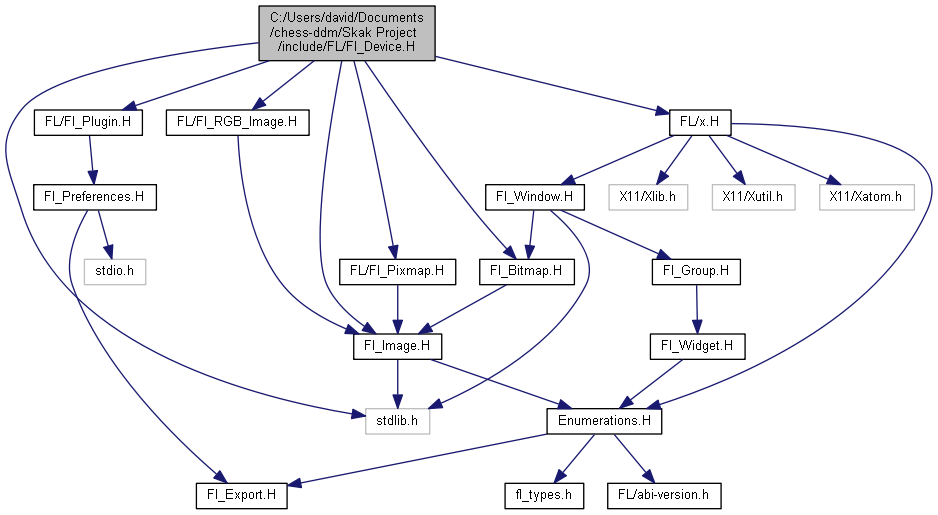 C:/Users/david/Documents
/chess-ddm/Skak Project
/include/FL/Fl_Device.H
FL/Fl_Plugin.H
FL/Fl_RGB_Image.H
FL/x.H
Fl_Preferences.H
Fl_Window.H
X11/Xlib.h
X11/Xutil.h
X11/Xatom.h
stdio.h
FL/Fl_Pixmap.H
Fl_Bitmap.H
Fl_Group.H
Fl_Image.H
Fl_Widget.H
stdlib.h
Enumerations.H
Fl_Export.H
fl_types.h
FL/abi-version.h